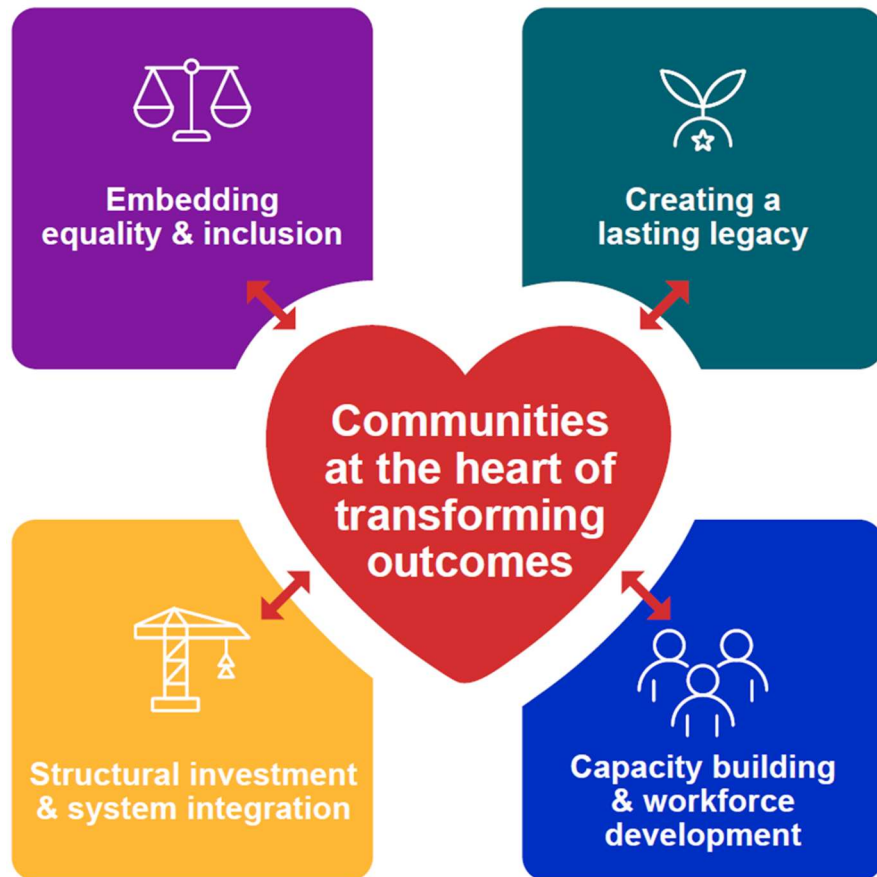 Embedding
equality & inclusion
Creating a
lasting legacy
Communities
at the heart of
transforming
outcomes
Structural investment
& system integration
Capacity building
& workforce
development